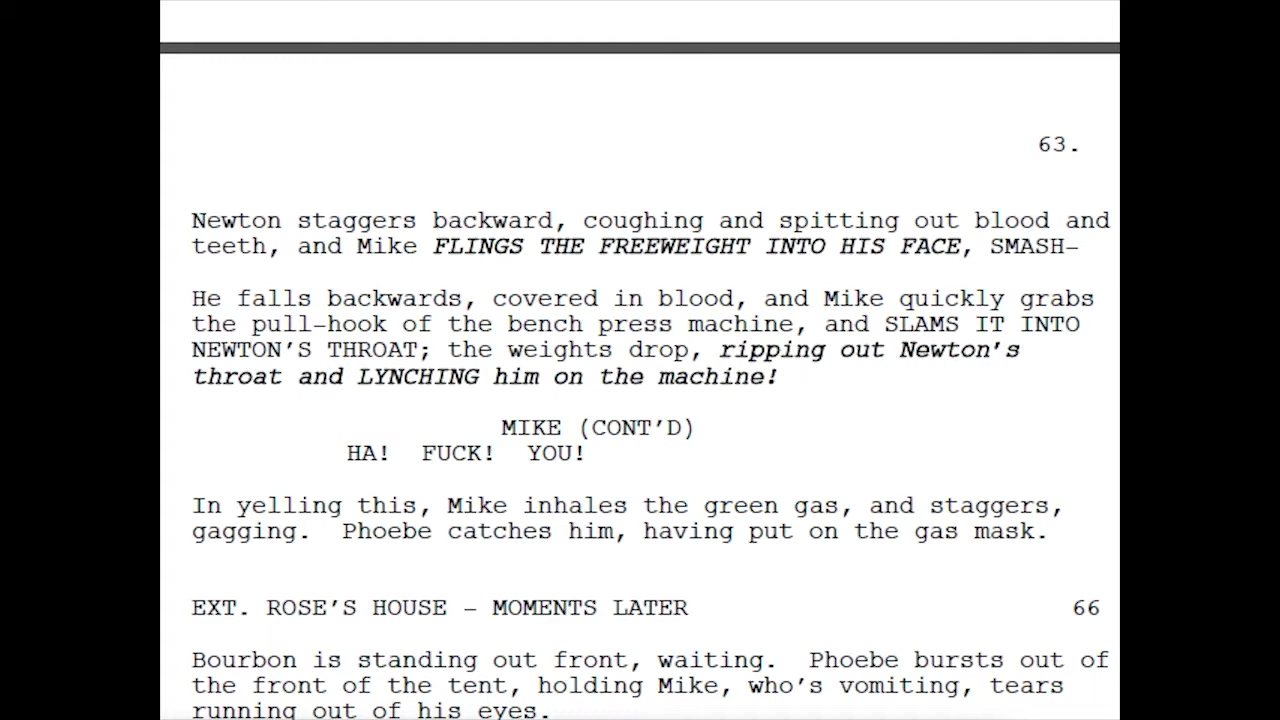 63.
Newton staggers backward, coughing and spitting out blood and
teeth, and Mike FLINGS THE FREEWEIGHT INTO HIS FACE, SMASH-
He falls backwards, covered in blood, and Mike quickly grabs
the pull-hook of the bench press machine, and SLAMS IT INTO
NEWTON'S THROAT; the weights drop, ripping out Newton's
throat and LYNCHING him on the machine!
MIKE (CONT'D)
HA!  FUCK!  YOU!
In yelling this, Mike inhales the green gas, and staggers,
gagging.  Phoebe catches him, having put on the gas mask.
EXT. ROSE'S HOUSE - MOMENTS LATER 66
Bourbon is standing out front, waiting.  Phoebe bursts out of
the front of the tent, holding Mike, who's vomiting, tears
running out of his eyes.